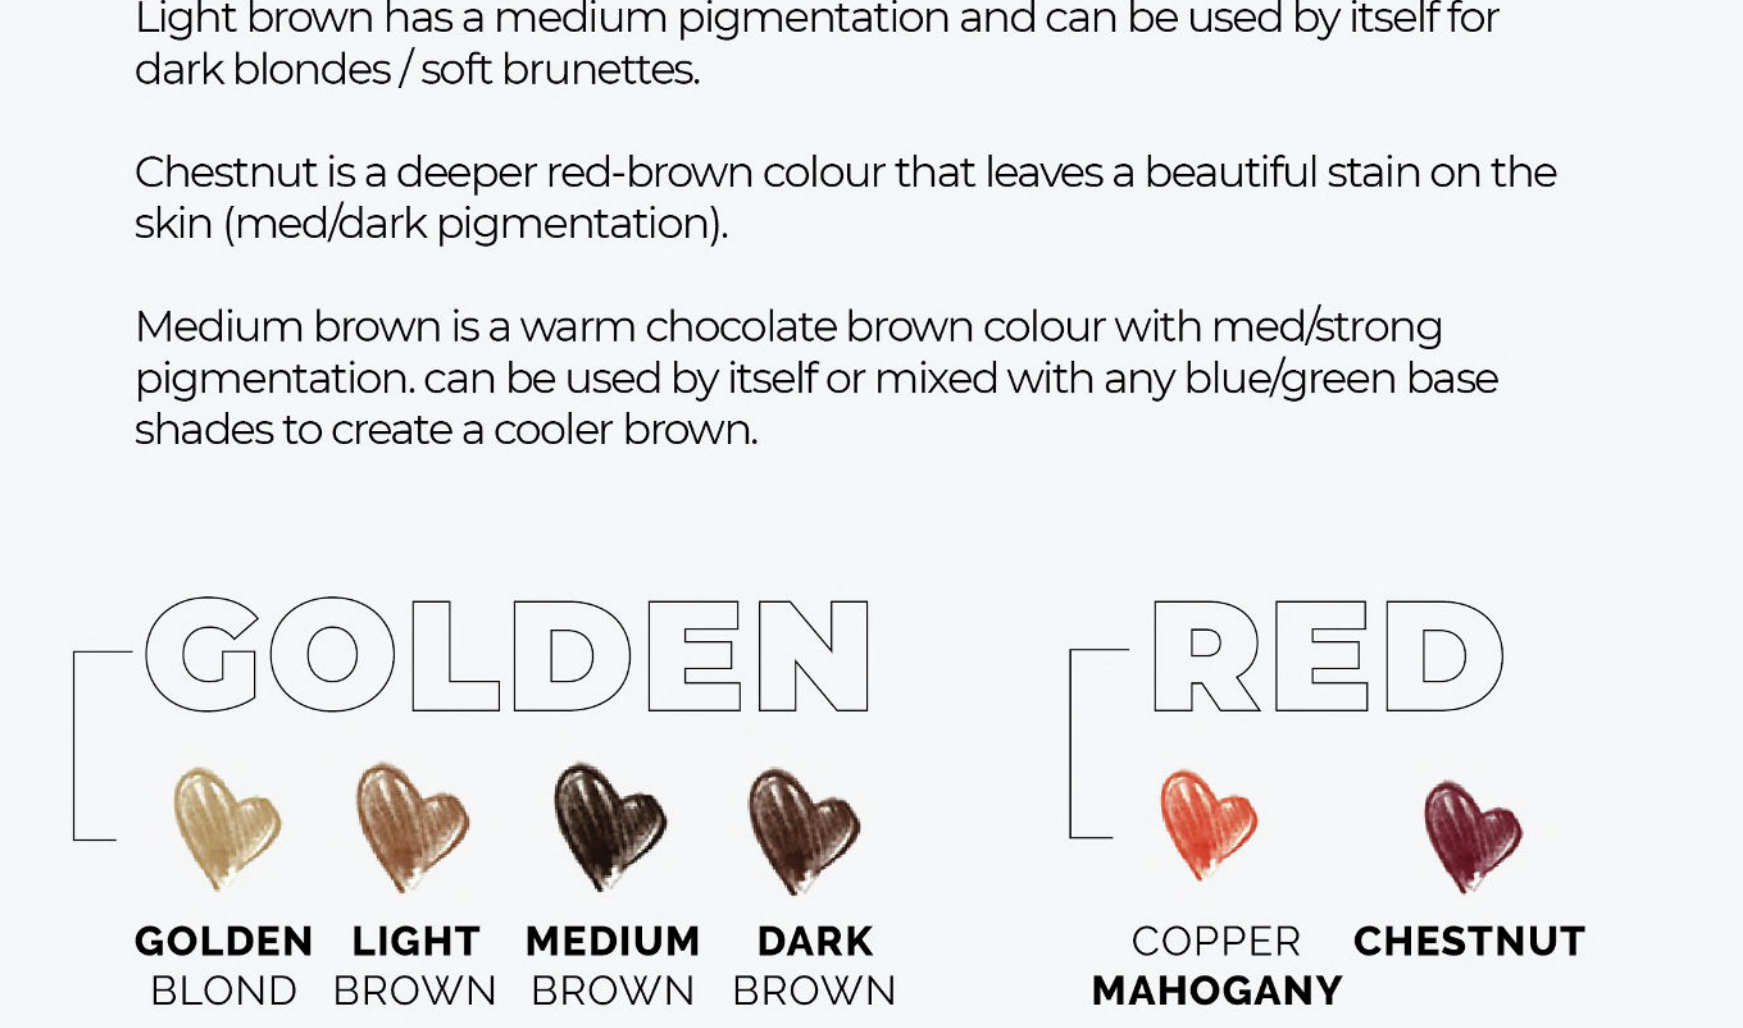 Light brown has a medium pigmentation and can be used by itself for
dark blondes / soft brunettes.
Chestnut is a deeper red-brown colour that leaves a beautiful stain on the
skin (med/dark pigmentation).
Medium brown is a warm chocolate brown colour with med/strong
pigmentation. can be used by itself or mixed with any blue/green base
shades to create a cooler brown.
GOLDEN
GOLDEN BLOND
LIGHT BROWN
MEDIUM BROWN
DARK BROWN
RED
COPPER MAHOGANY
CHESTNUT